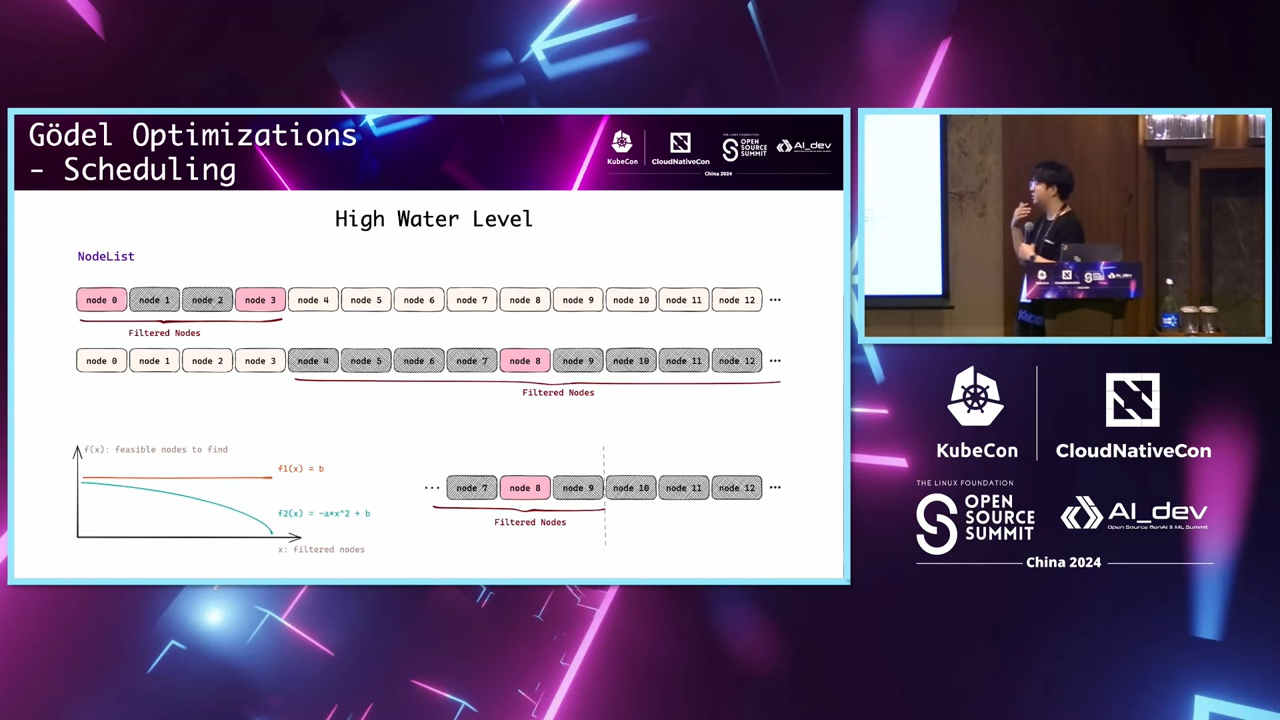 Gödel Optimizations
- Scheduling
KubeCon
CloudNativeCon
THE LINUX FOUNDATION
OPEN
SOURCE
SUMMIT
AI_dev
China 2024
High Water Level
NodeList
node 0 node 1 node 2 node 3 node 4 node 5 node 6 node 7 node 8 node 9 node 10 node 11 node 12 ...
Filtered Nodes
node 0 node 1 node 2 node 3 node 4 node 5 node 6 node 7 node 8 node 9 node 10 node 11 node 12 ...
Filtered Nodes
f(x): feasible nodes to find
f1(x) = b
f2(x) = -a*x^2 + b
x: filtered nodes
... node 7 node 8 node 9 node 10 node 11 node 12 ...
Filtered Nodes
KubeCon
CloudNativeCon
THE LINUX FOUNDATION
OPEN
SOURCE
SUMMIT
AI_dev
Open Source GenAI & ML Summit
China 2024